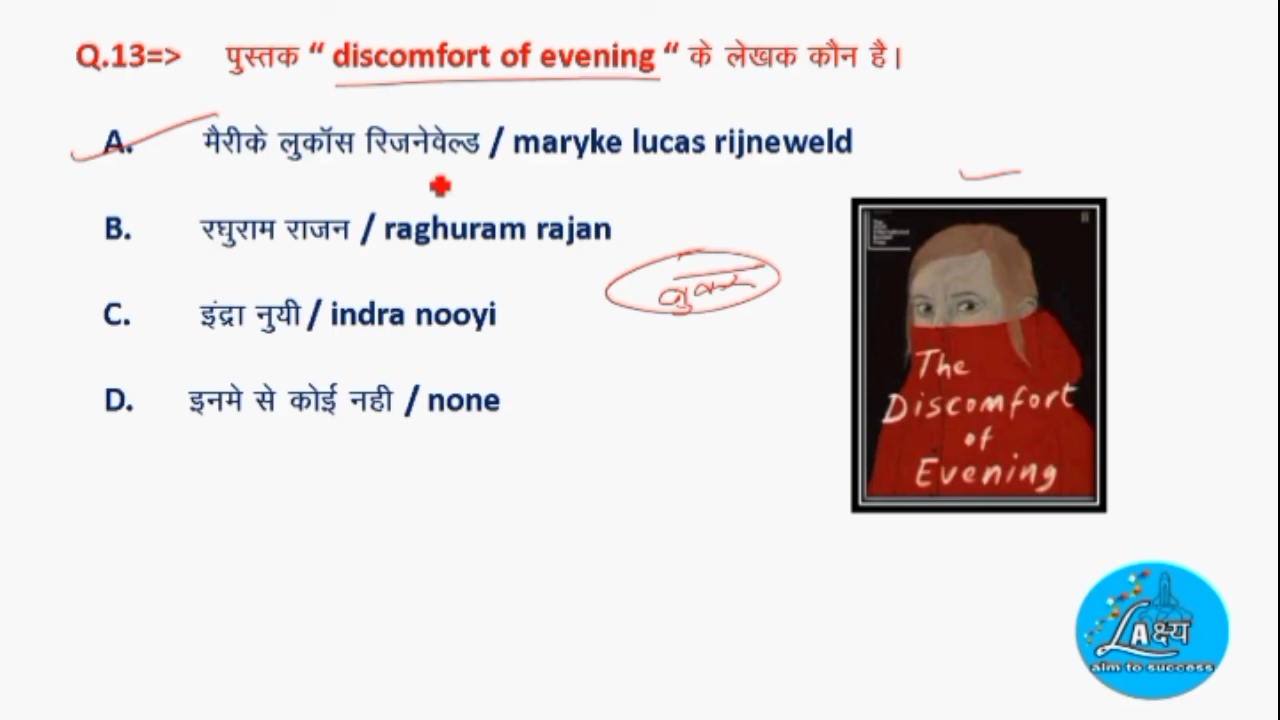 Q.13=> पुस्तक “ discomfort of evening “ के लेखक कौन है।
A. मैरीके लुकॉस रिजनेवेल्ड / maryke lucas rijneweld
B. रघुराम राजन / raghuram rajan
C. इंद्रा नुयी / indra nooyi
D. इनमे से कोई नही / none
The
Discomfort
of
Evening
Lक्ष्य
aim to success